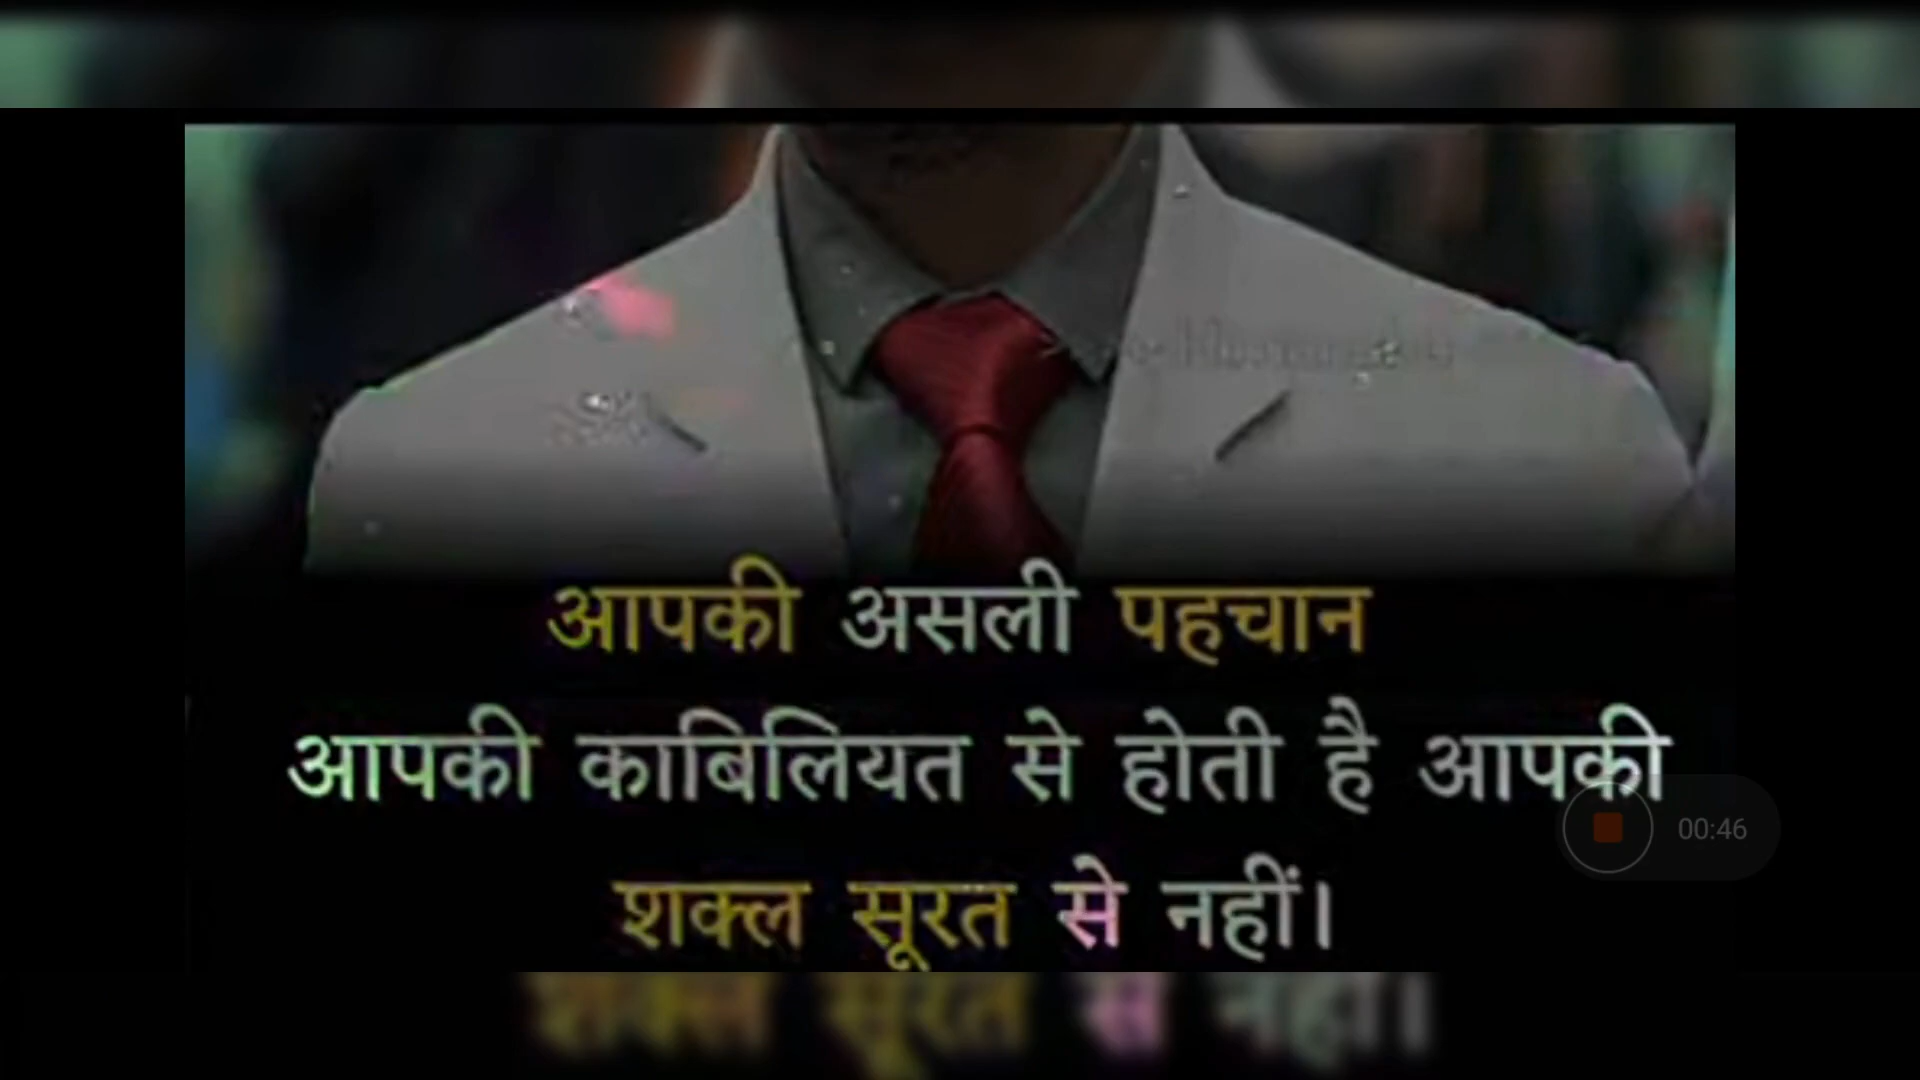 आपकी असली पहचान
आपकी काबिलियत से होती है आपकी
शक्ल सूरत से नहीं।
00:46